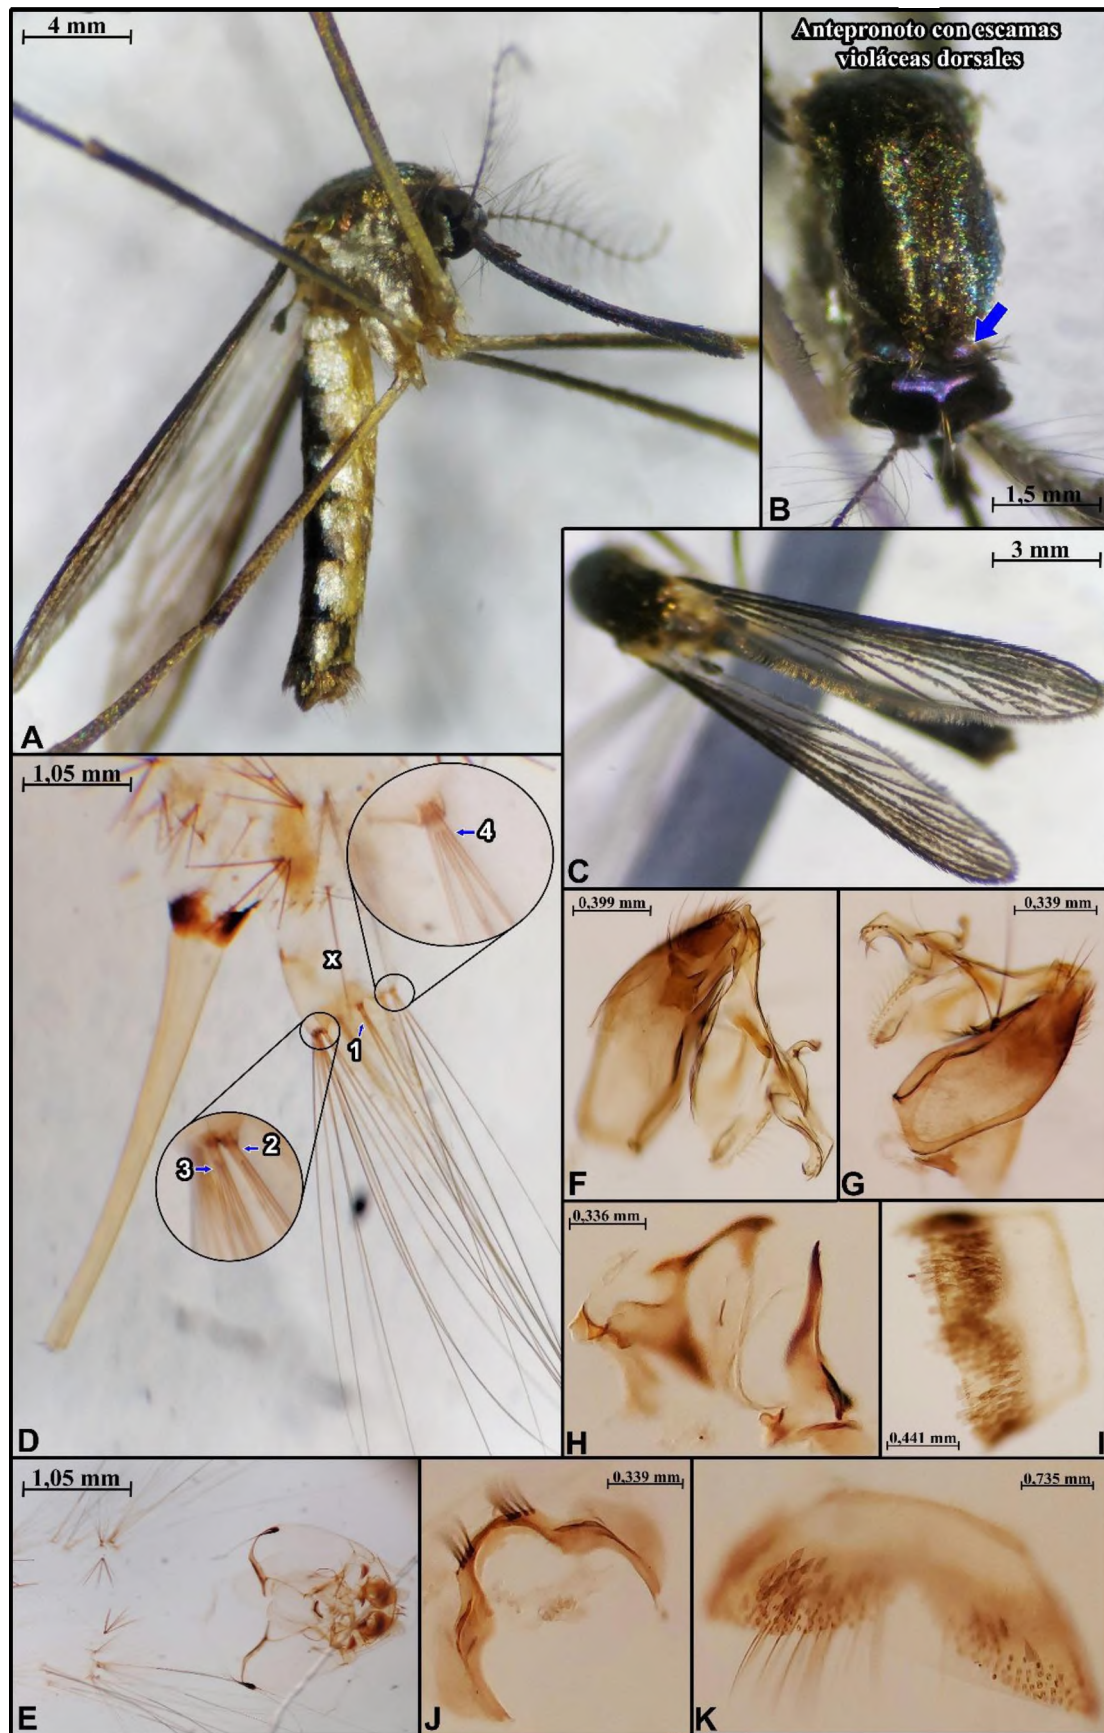 4 mm
A
Antepronoto con escamas
violáceas dorsales
1,5 mm
B
3 mm
C
1,05 mm
4
x
1
2
3
D
0,399 mm
F
0,339 mm
G
0,336 mm
H
0,441 mm
I
1,05 mm
E
0,339 mm
J
0,735 mm
K